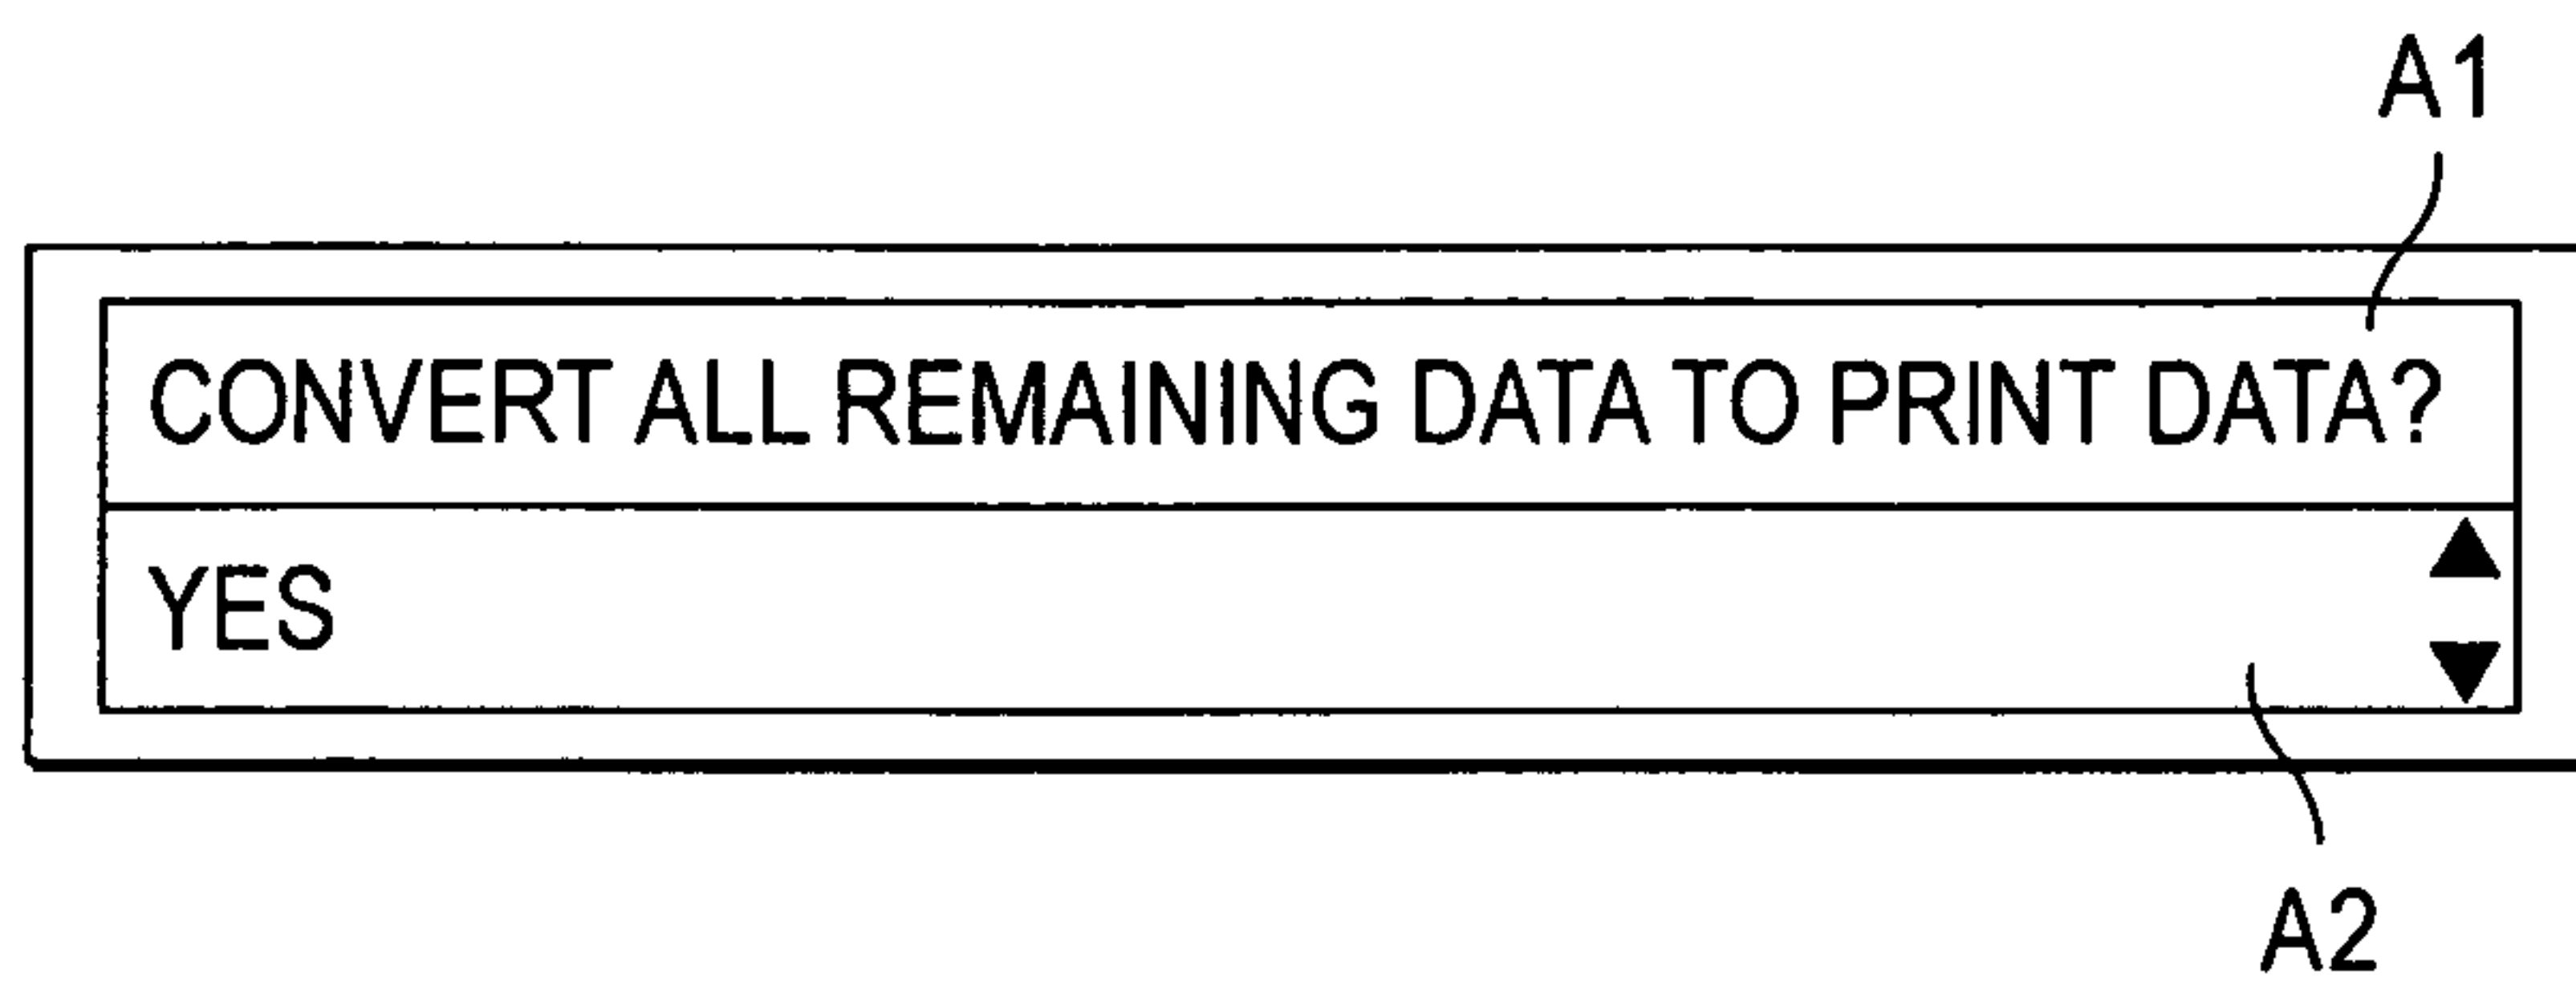 A1
CONVERT ALL REMAINING DATA TO PRINT DATA?
YES
A2